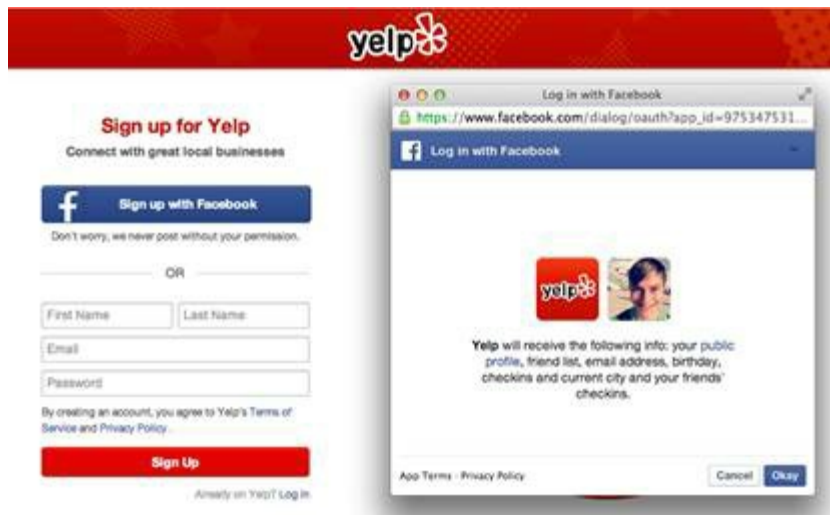 yelp
Sign up for Yelp
Connect with great local businesses
f Sign up with Facebook
Don't worry, we never post without your permission.
OR
First Name Last Name
Email
Password
By creating an account, you agree to Yelp's Terms of
Service and Privacy Policy.
Sign Up
Already on Yelp? Log in
Log in with Facebook
https://www.facebook.com/dialog/oauth?app_id=975347531...
f Log in with Facebook
yelp
Yelp will receive the following info: your public
profile, friend list, email address, birthday,
checkins and current city and your friends'
checkins.
App Terms · Privacy Policy Cancel Okay